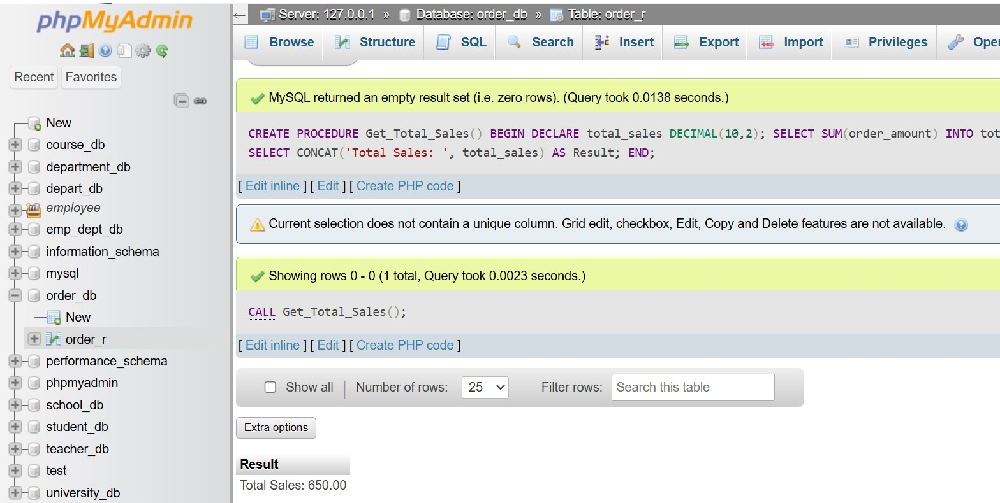 phpMyAdmin
Recent Favorites
New
course_db
department_db
depart_db
employee
emp_dept_db
information_schema
mysql
order_db
New
order_r
performance_schema
phpmyadmin
school_db
student_db
teacher_db
test
university_db
Server: 127.0.0.1 » Database: order_db » Table: order_r
Browse Structure SQL Search Insert Export Import Privileges Oper
MySQL returned an empty result set (i.e. zero rows). (Query took 0.0138 seconds.)
CREATE PROCEDURE Get_Total_Sales() BEGIN DECLARE total_sales DECIMAL(10,2); SELECT SUM(order_amount) INTO tot
SELECT CONCAT('Total Sales: ', total_sales) AS Result; END;
[ Edit inline ] [ Edit ] [ Create PHP code ]
Current selection does not contain a unique column. Grid edit, checkbox, Edit, Copy and Delete features are not available.
Showing rows 0 - 0 (1 total, Query took 0.0023 seconds.)
CALL Get_Total_Sales();
[ Edit inline ] [ Edit ] [ Create PHP code ]
Show all | Number of rows: 25 Filter rows: Search this table
Extra options
Result
Total Sales: 650.00